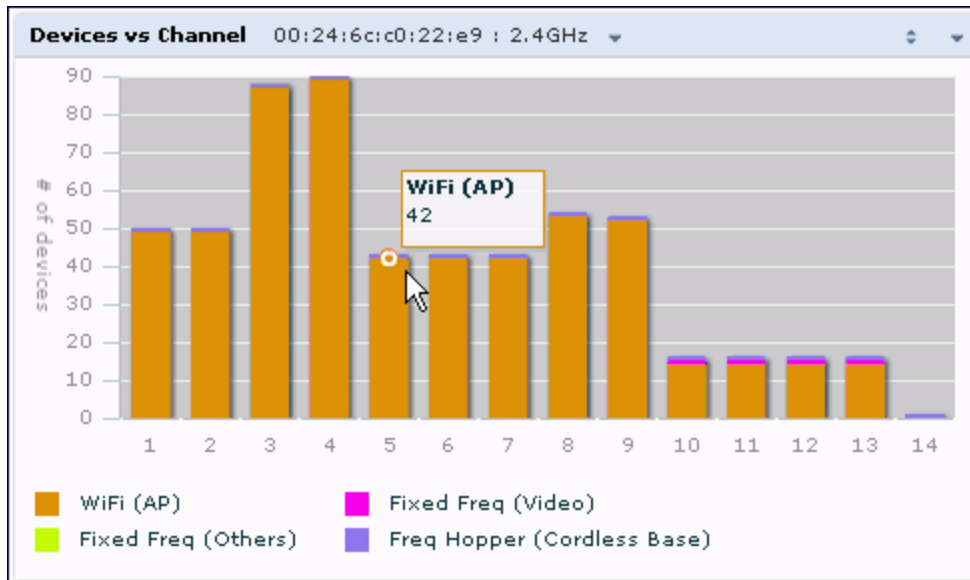 Devices vs Channel 00:24:6c:c0:22:e9 : 2.4GHz
90
80
70
60
50
40
30
20
10
0
# of devices
WiFi (AP)
42
1 2 3 4 5 6 7 8 9 10 11 12 13 14
WiFi (AP) Fixed Freq (Video)
Fixed Freq (Others) Freq Hopper (Cordless Base)